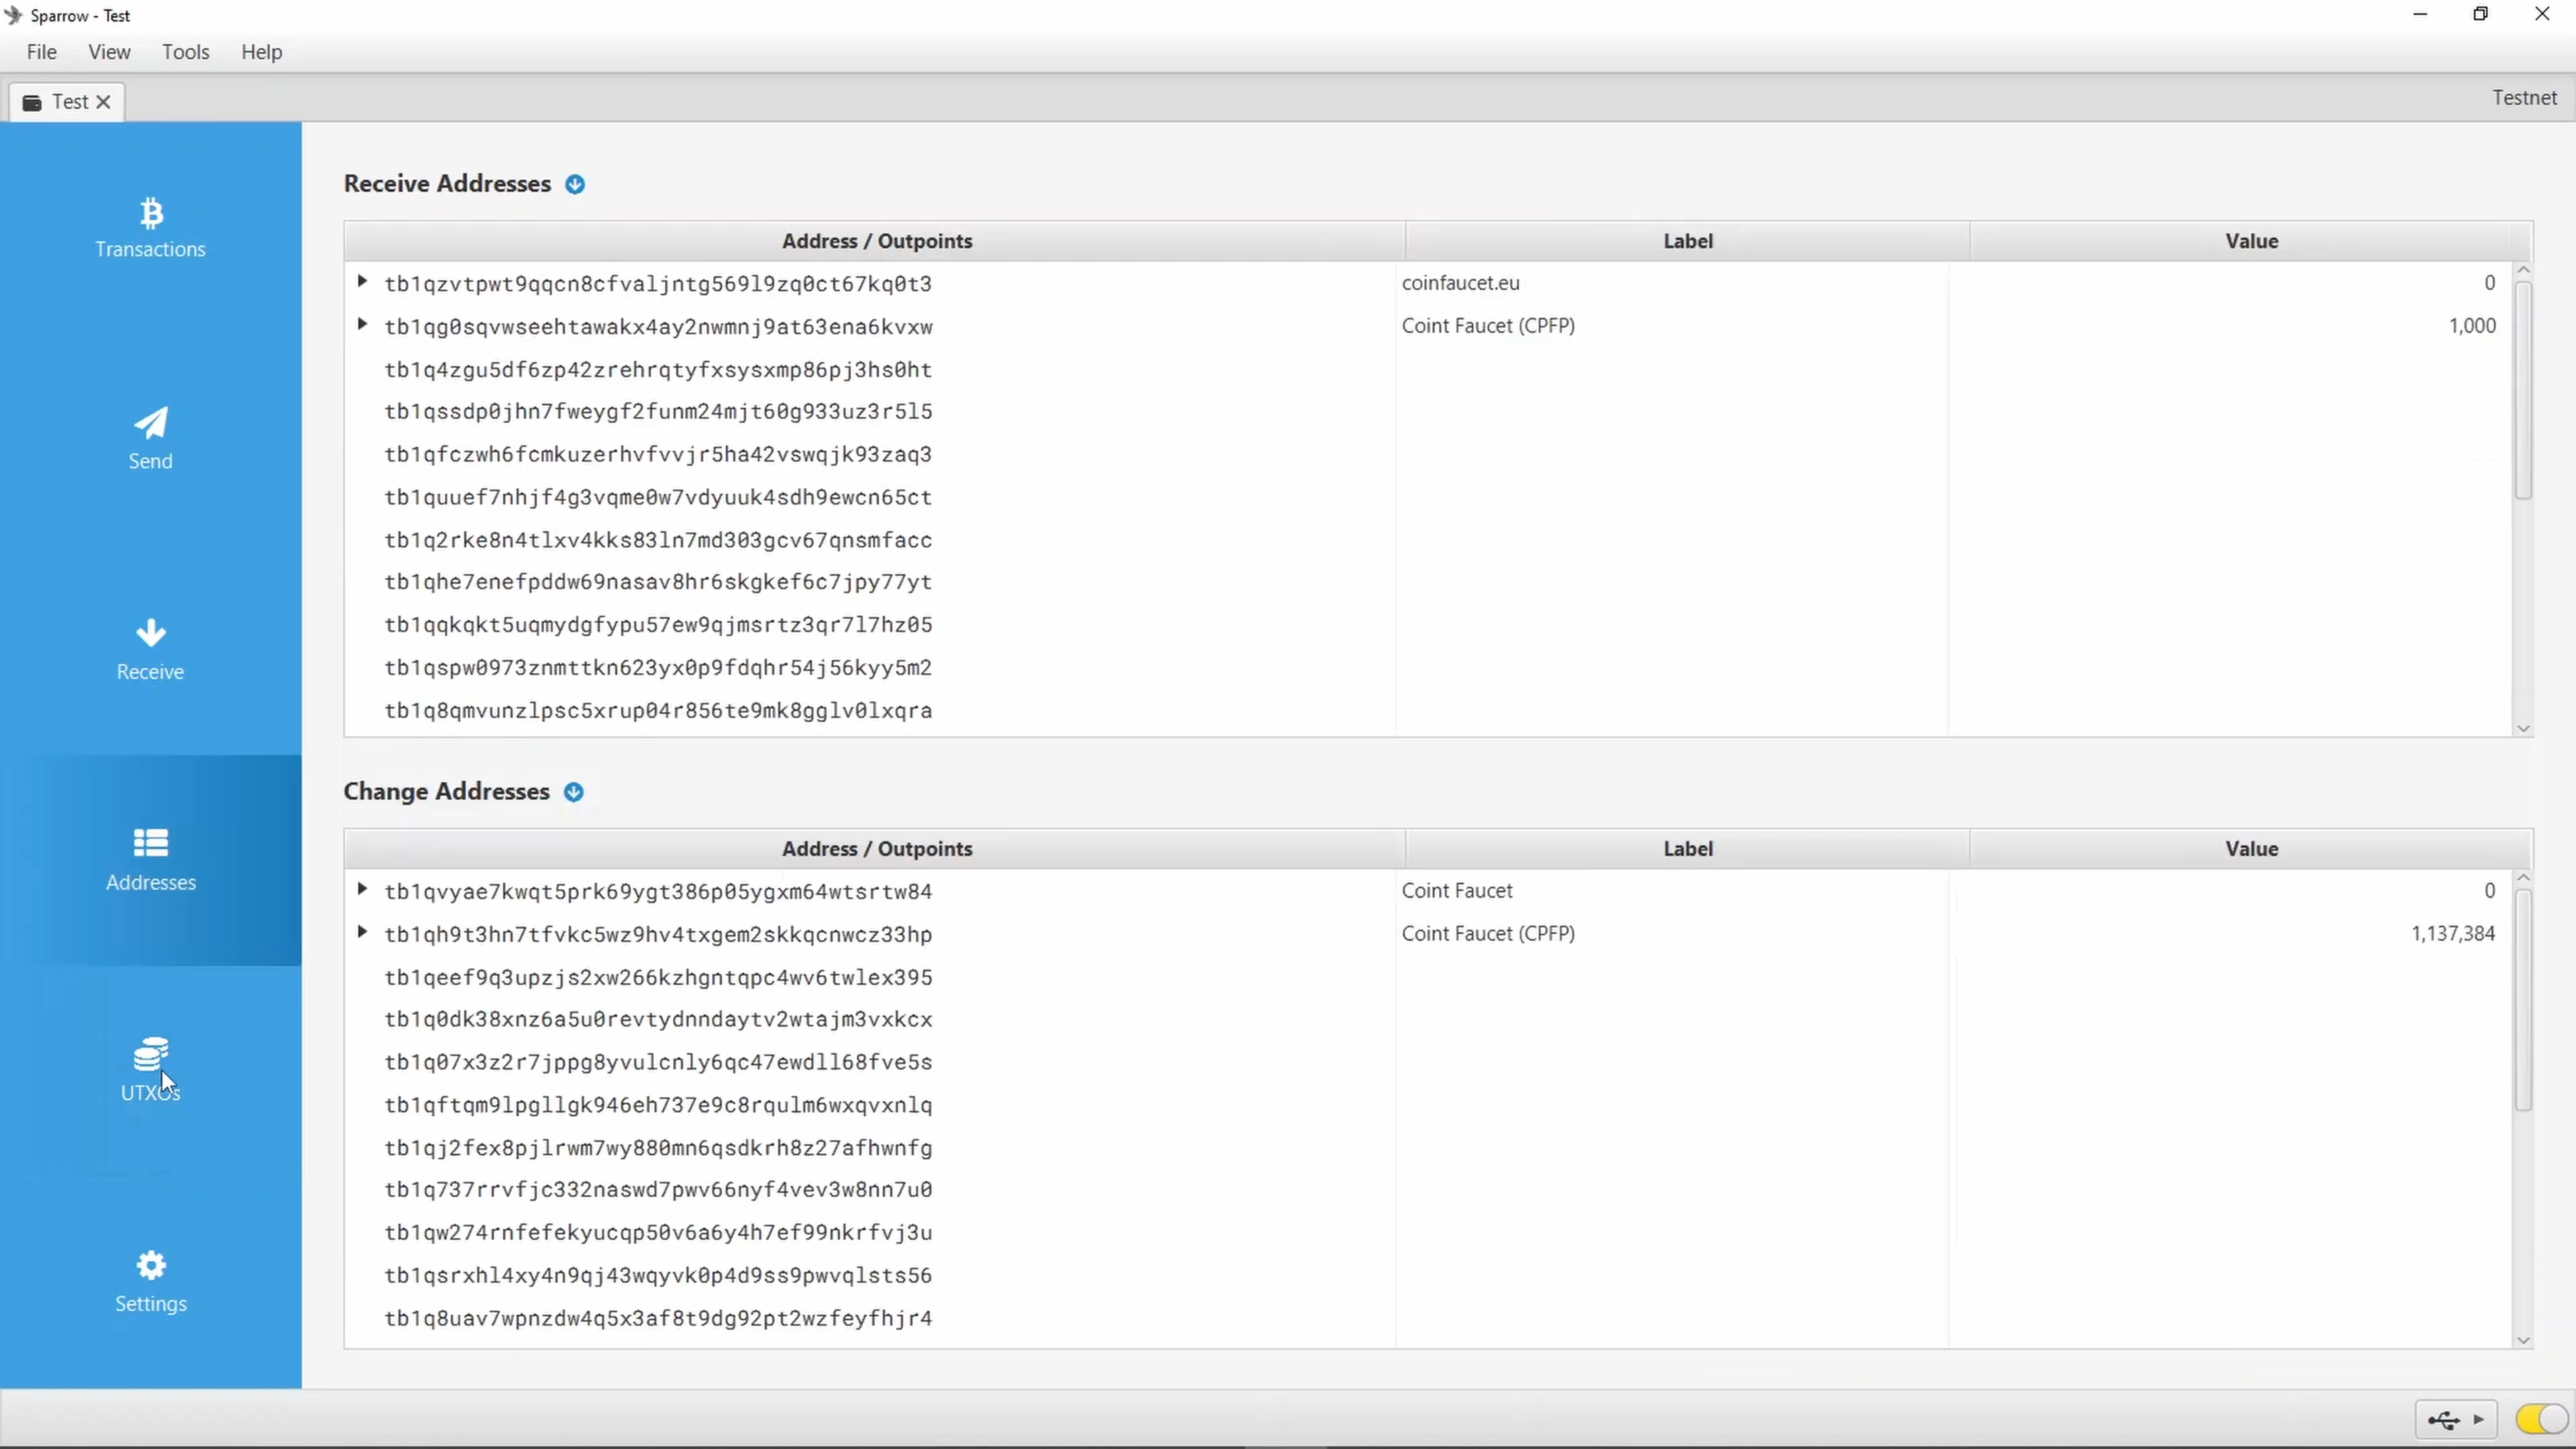 Sparrow - Test
File View Tools Help
Test
Testnet
Transactions
Send
Receive
Addresses
UTXOs
Settings
Receive Addresses
Address / Outpoints Label Value
tb1qzvtpwt9qqcn8cfvaljntg569l9zq0ct67kq0t3 coinfaucet.eu 0
tb1qg0sqvwseehtawakx4ay2nwmnj9at63ena6kvxw Coint Faucet (CPFP) 1,000
tb1q4zgu5df6zp42zrehrqtyfxsysxmp86pj3hs0ht
tb1qssdp0jhn7fweygf2funm24mjt60g933uz3r5l5
tb1qfczwh6fcmkuzerhvfvvjr5ha42vswqjk93zaq3
tb1quuef7nhjf4g3vqme0w7vdyuuk4sdh9ewcn65ct
tb1q2rke8n4tlxv4kks83ln7md303gcv67qnsmfacc
tb1qhe7enefpddw69nasav8hr6skgkef6c7jpy77yt
tb1qqkqkt5uqmydgfypu57ew9qjmsrtz3qr7l7hz05
tb1qspw0973znmttkn623yx0p9fdqhr54j56kyy5m2
tb1q8qmvunzlpsc5xrup04r856te9mk8gglv0lxqra
Change Addresses
Address / Outpoints Label Value
tb1qvyae7kwqt5prk69ygt386p05ygxm64wtsrtw84 Coint Faucet 0
tb1qh9t3hn7tfvkc5wz9hv4txgem2skkqcnwcz33hp Coint Faucet (CPFP) 1,137,384
tb1qeef9q3upzjs2xw266kzhgntqpc4wv6twlex395
tb1q0dk38xnz6a5u0revtydnndaytv2wtajm3vxkcx
tb1q07x3z2r7jppg8yvulcnly6qc47ewdll68fve5s
tb1qftqm9lpgllgk946eh737e9c8rqulm6wxqvxnlq
tb1qj2fex8pjlrwm7wy880mn6qsdkrh8z27afhwnfg
tb1q737rrvfjc332naswd7pwv66nyf4vev3w8nn7u0
tb1qw274rnfefekyucqp50v6a6y4h7ef99nkrfvj3u
tb1qsrxhl4xy4n9qj43wqyvk0p4d9ss9pwvqlsts56
tb1q8uav7wpnzdw4q5x3af8t9dg92pt2wzfeyfhjr4